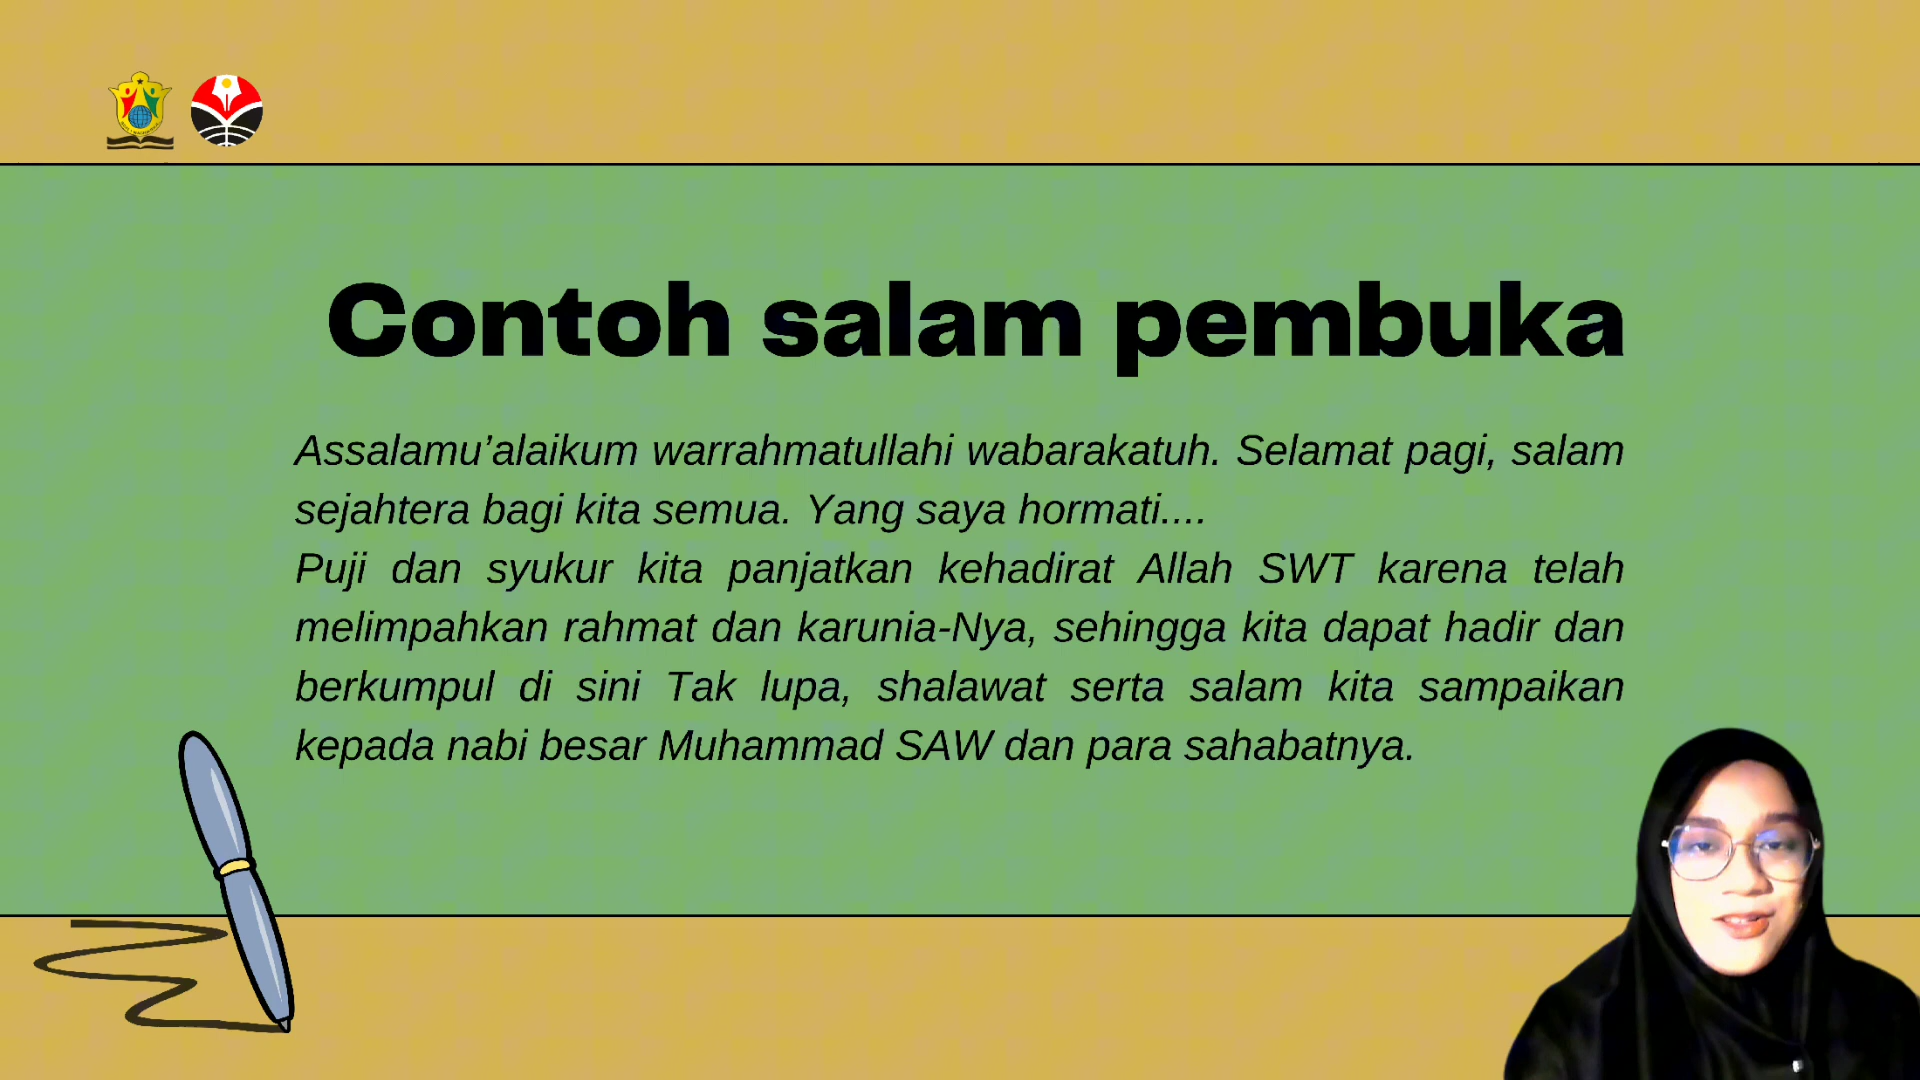 Contoh salam pembuka
Assalamu’alaikum warrahmatullahi wabarakatuh. Selamat pagi, salam
sejahtera bagi kita semua. Yang saya hormati....
Puji dan syukur kita panjatkan kehadirat Allah SWT karena telah
melimpahkan rahmat dan karunia-Nya, sehingga kita dapat hadir dan
berkumpul di sini Tak lupa, shalawat serta salam kita sampaikan
kepada nabi besar Muhammad SAW dan para sahabatnya.